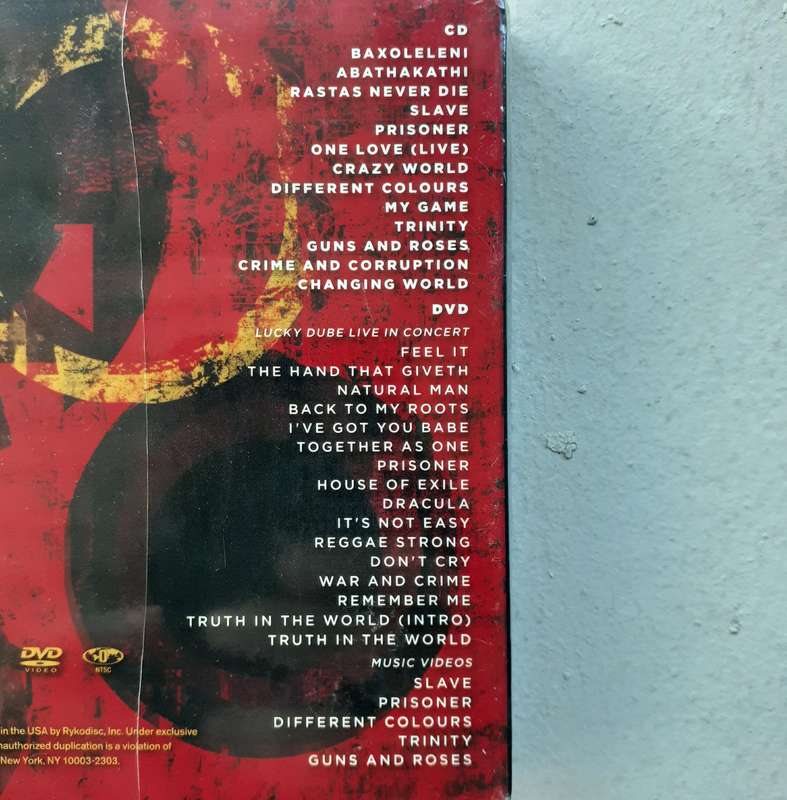 CD
BAXOLELENI
ABATHAKATHI
RASTAS NEVER DIE
SLAVE
PRISONER
ONE LOVE (LIVE)
CRAZY WORLD
DIFFERENT COLOURS
MY GAME
TRINITY
GUNS AND ROSES
CRIME AND CORRUPTION
CHANGING WORLD
DVD
LUCKY DUBE LIVE IN CONCERT
FEEL IT
THE HAND THAT GIVETH
NATURAL MAN
BACK TO MY ROOTS
I'VE GOT YOU BABE
TOGETHER AS ONE
PRISONER
HOUSE OF EXILE
DRACULA
IT'S NOT EASY
REGGAE STRONG
DON'T CRY
WAR AND CRIME
REMEMBER ME
TRUTH IN THE WORLD (INTRO)
TRUTH IN THE WORLD
MUSIC VIDEOS
SLAVE
PRISONER
DIFFERENT COLOURS
TRINITY
GUNS AND ROSES
DVD
VIDEO
NTSC
in the USA by Rykodisc, Inc. Under exclusive
nauthorized duplication is a violation of
New York, NY 10003-2303.